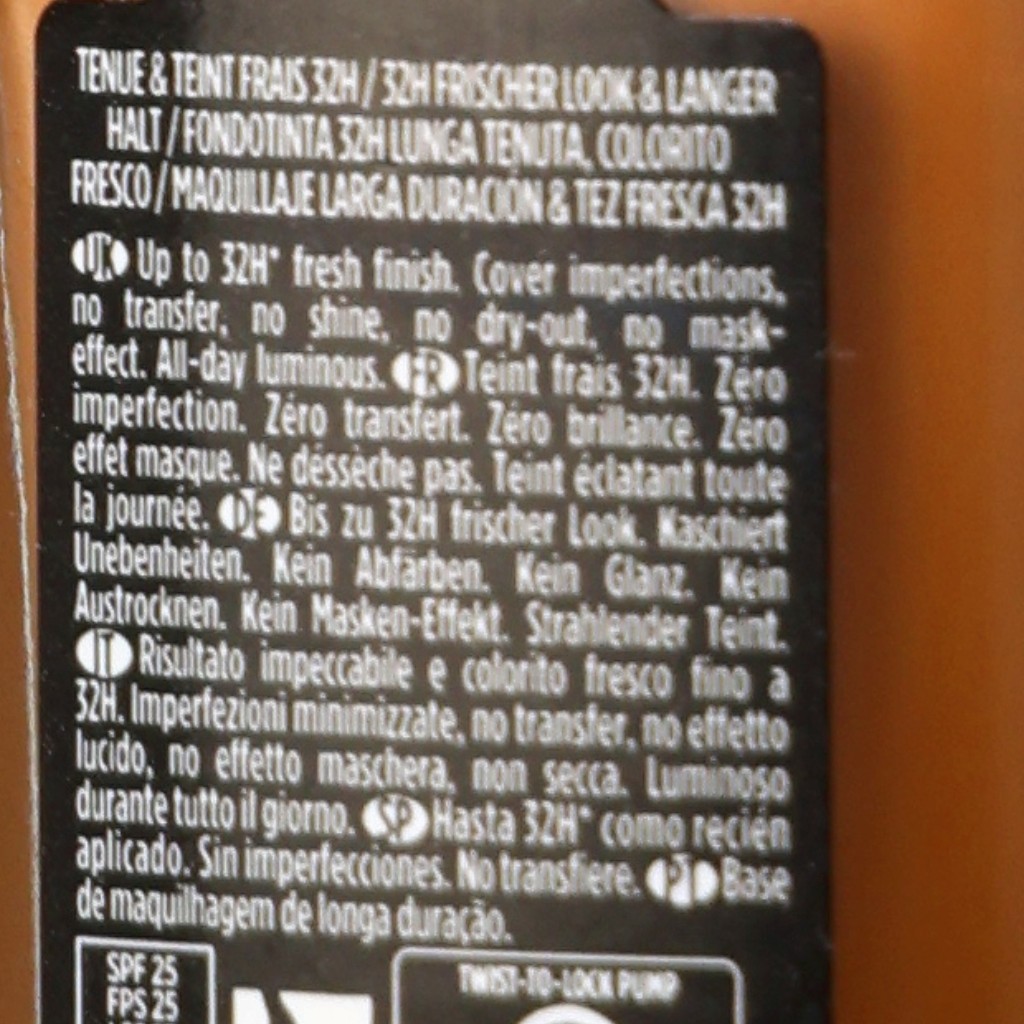 TENUE & TEINT FRAIS 32H / 32H FRISCHER LOOK & LANGER
HALT / FONDOTINTA 32H LUNGA TENUTA, COLORITO
FRESCO / MAQUILLAJE LARGA DURACIÓN & TEZ FRESCA 32H
UK Up to 32H* fresh finish. Cover imperfections,
no transfer, no shine, no dry-out, no mask-
effect. All-day luminous. FR Teint frais 32H. Zéro
imperfection. Zéro transfert. Zéro brillance. Zéro
effet masque. Ne déssèche pas. Teint éclatant toute
la journée. DE Bis zu 32H frischer Look. Kaschiert
Unebenheiten. Kein Abfärben. Kein Glanz. Kein
Austrocknen. Kein Masken-Effekt. Strahlender Teint.
IT Risultato impeccabile e colorito fresco fino a
32H. Imperfezioni minimizzate, no transfer, no effetto
lucido, no effetto maschera, non secca. Luminoso
durante tutto il giorno. SP Hasta 32H* como recién
aplicado. Sin imperfecciones. No transfiere. PT Base
de maquilhagem de longa duração.
SPF 25
FPS 25
TWIST-TO-LOCK PUMP